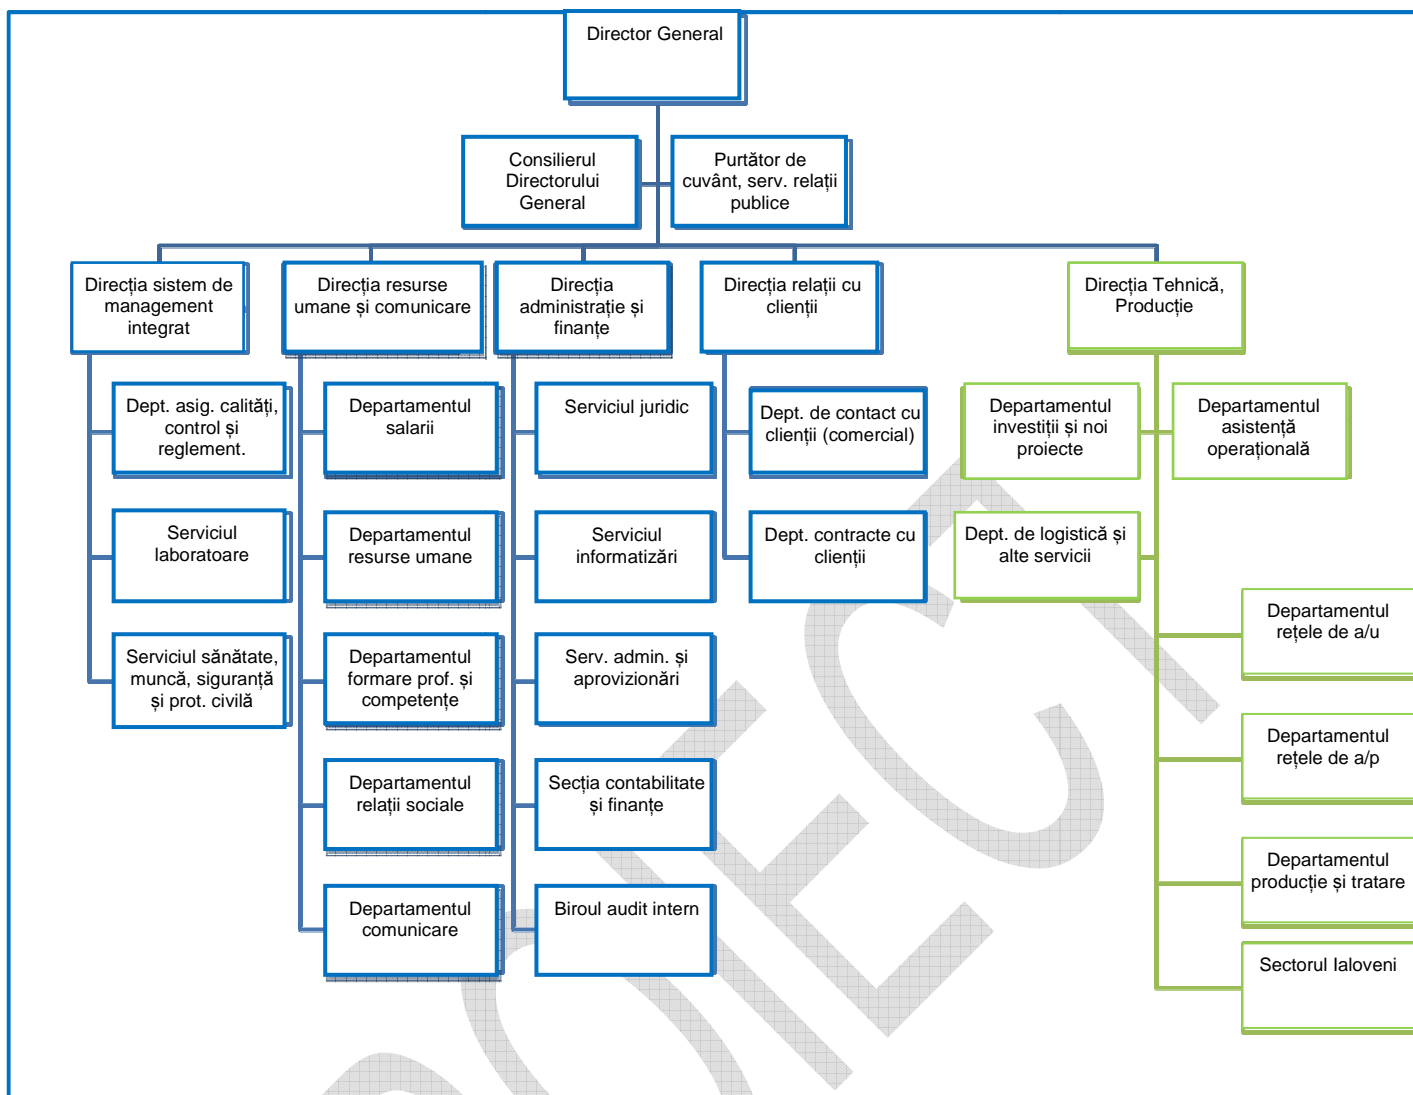 Director General
Consilierul
Directorului
General
Purtător de
cuvânt, serv. relații
publice
Direcția sistem de
management
integrat
Direcția resurse
umane și comunicare
Direcția
administrație și
finanțe
Direcția relații cu
clienții
Direcția Tehnică,
Producție
Dept. asig. calități,
control și
reglement.
Serviciul
laboratoare
Serviciul sănătate,
muncă, siguranță
și prot. civilă
Departamentul
salarii
Departamentul
resurse umane
Departamentul
formare prof. și
competențe
Departamentul
relații sociale
Departamentul
comunicare
Serviciul juridic
Serviciul
informatizări
Serv. admin. și
aprovizionări
Secția contabilitate
și finanțe
Biroul audit intern
Dept. de contact cu
clienții (comercial)
Dept. contracte cu
clienții
Departamentul
investiții și noi
proiecte
Departamentul
asistență
operațională
Dept. de logistică și
alte servicii
Departamentul
rețele de a/u
Departamentul
rețele de a/p
Departamentul
producție și tratare
Sectorul Ialoveni